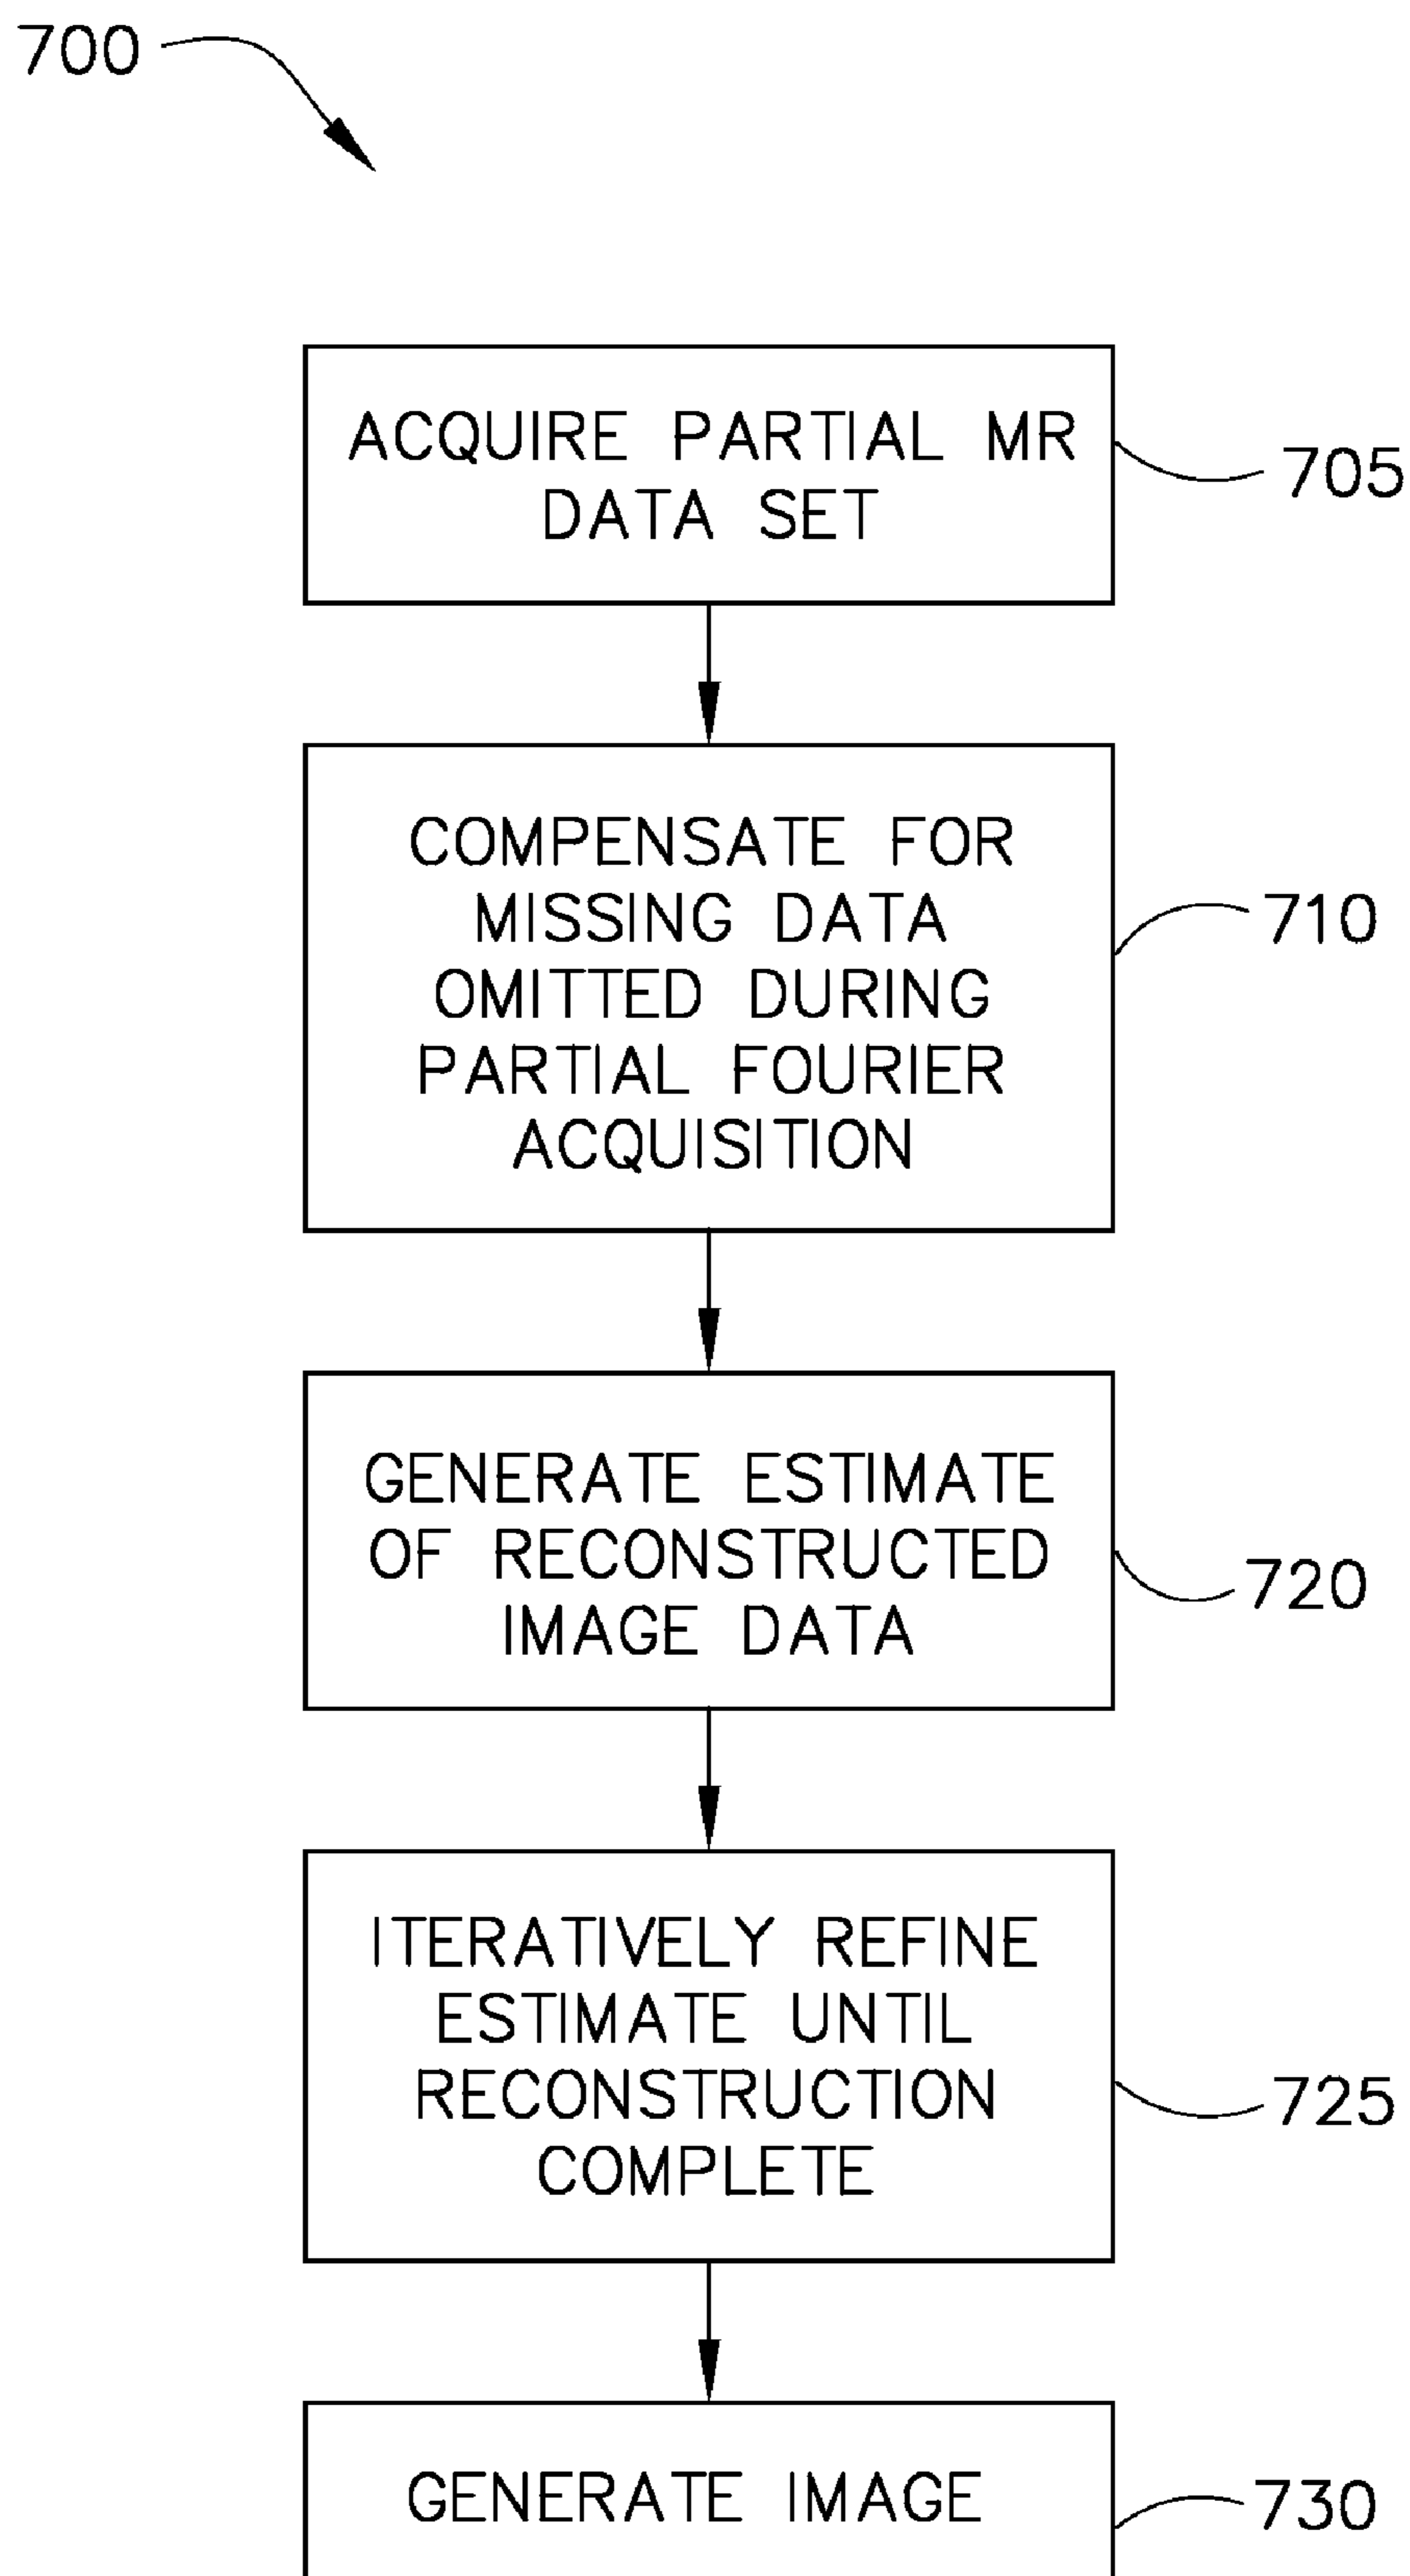 700
ACQUIRE PARTIAL MR
DATA SET
705
COMPENSATE FOR
MISSING DATA
OMITTED DURING
PARTIAL FOURIER
ACQUISITION
710
GENERATE ESTIMATE
OF RECONSTRUCTED
IMAGE DATA
720
ITERATIVELY REFINE
ESTIMATE UNTIL
RECONSTRUCTION
COMPLETE
725
GENERATE IMAGE
730